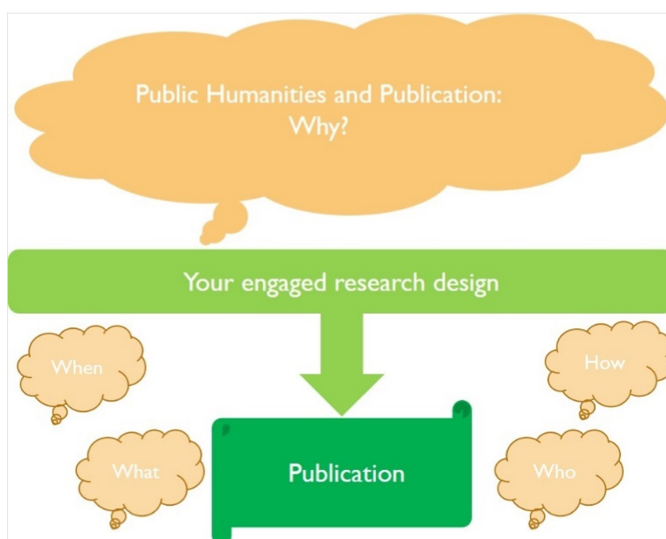 Public Humanities and Publication:
Why?
Your engaged research design
When
How
What
Publication
Who